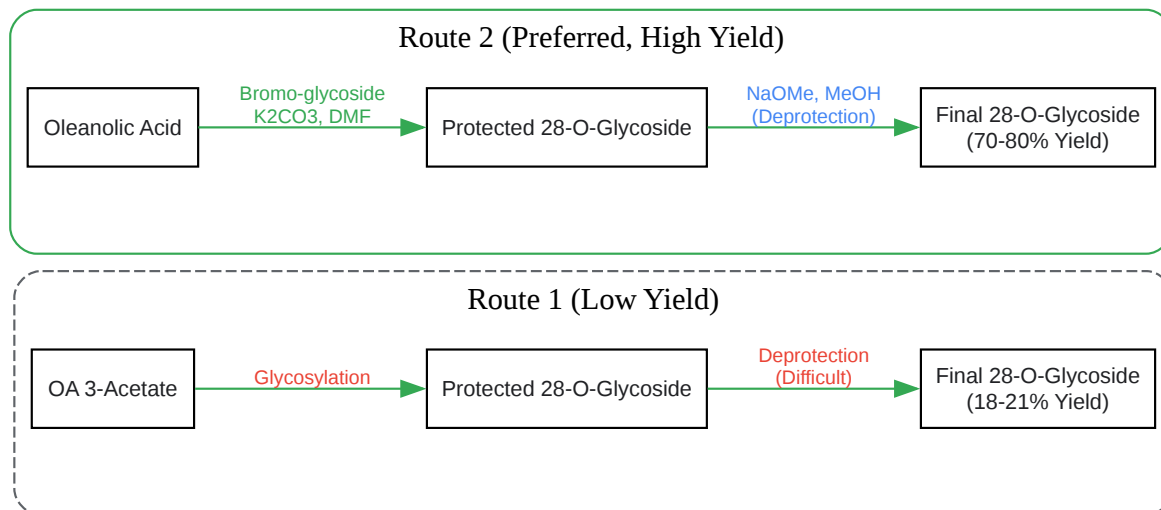 Route 2 (Preferred, High Yield)
Oleanolic Acid
Bromo-glycoside
K2CO3, DMF
Protected 28-O-Glycoside
NaOMe, MeOH
(Deprotection)
Final 28-O-Glycoside
(70-80% Yield)
Route 1 (Low Yield)
OA 3-Acetate
Glycosylation
Protected 28-O-Glycoside
Deprotection
(Difficult)
Final 28-O-Glycoside
(18-21% Yield)